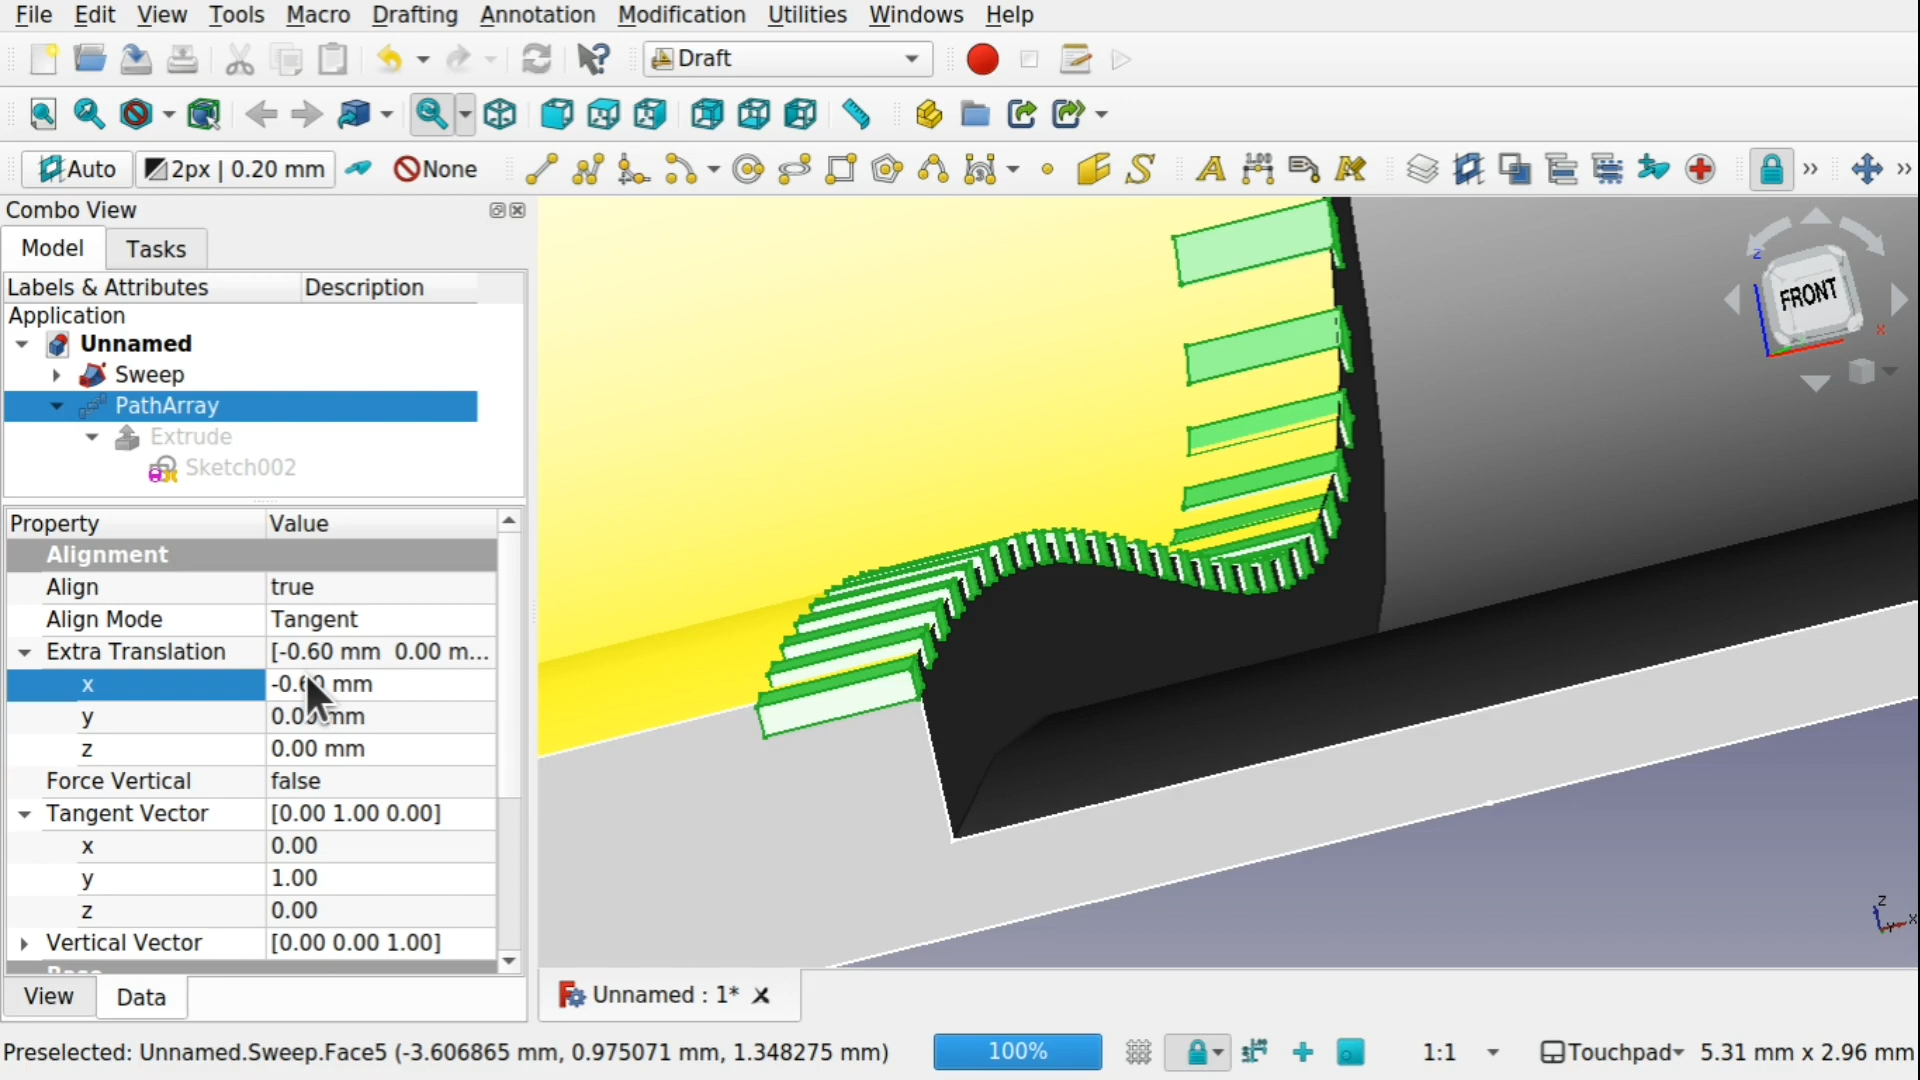 File Edit View Tools Macro Drafting Annotation Modification Utilities Windows Help
Draft
Auto 2px | 0.20 mm None
Combo View
Model Tasks
Labels & Attributes Description
Application
Unnamed
Sweep
PathArray
Extrude
Sketch002
Property Value
Alignment
Align true
Align Mode Tangent
Extra Translation [-0.60 mm 0.00 m...
x -0.60 mm
y 0.00 mm
z 0.00 mm
Force Vertical false
Tangent Vector [0.00 1.00 0.00]
x 0.00
y 1.00
z 0.00
Vertical Vector [0.00 0.00 1.00]
View Data
FRONT
z
x
z
x
Unnamed : 1*
Preselected: Unnamed.Sweep.Face5 (-3.606865 mm, 0.975071 mm, 1.348275 mm) 100% 1:1 Touchpad 5.31 mm x 2.96 mm